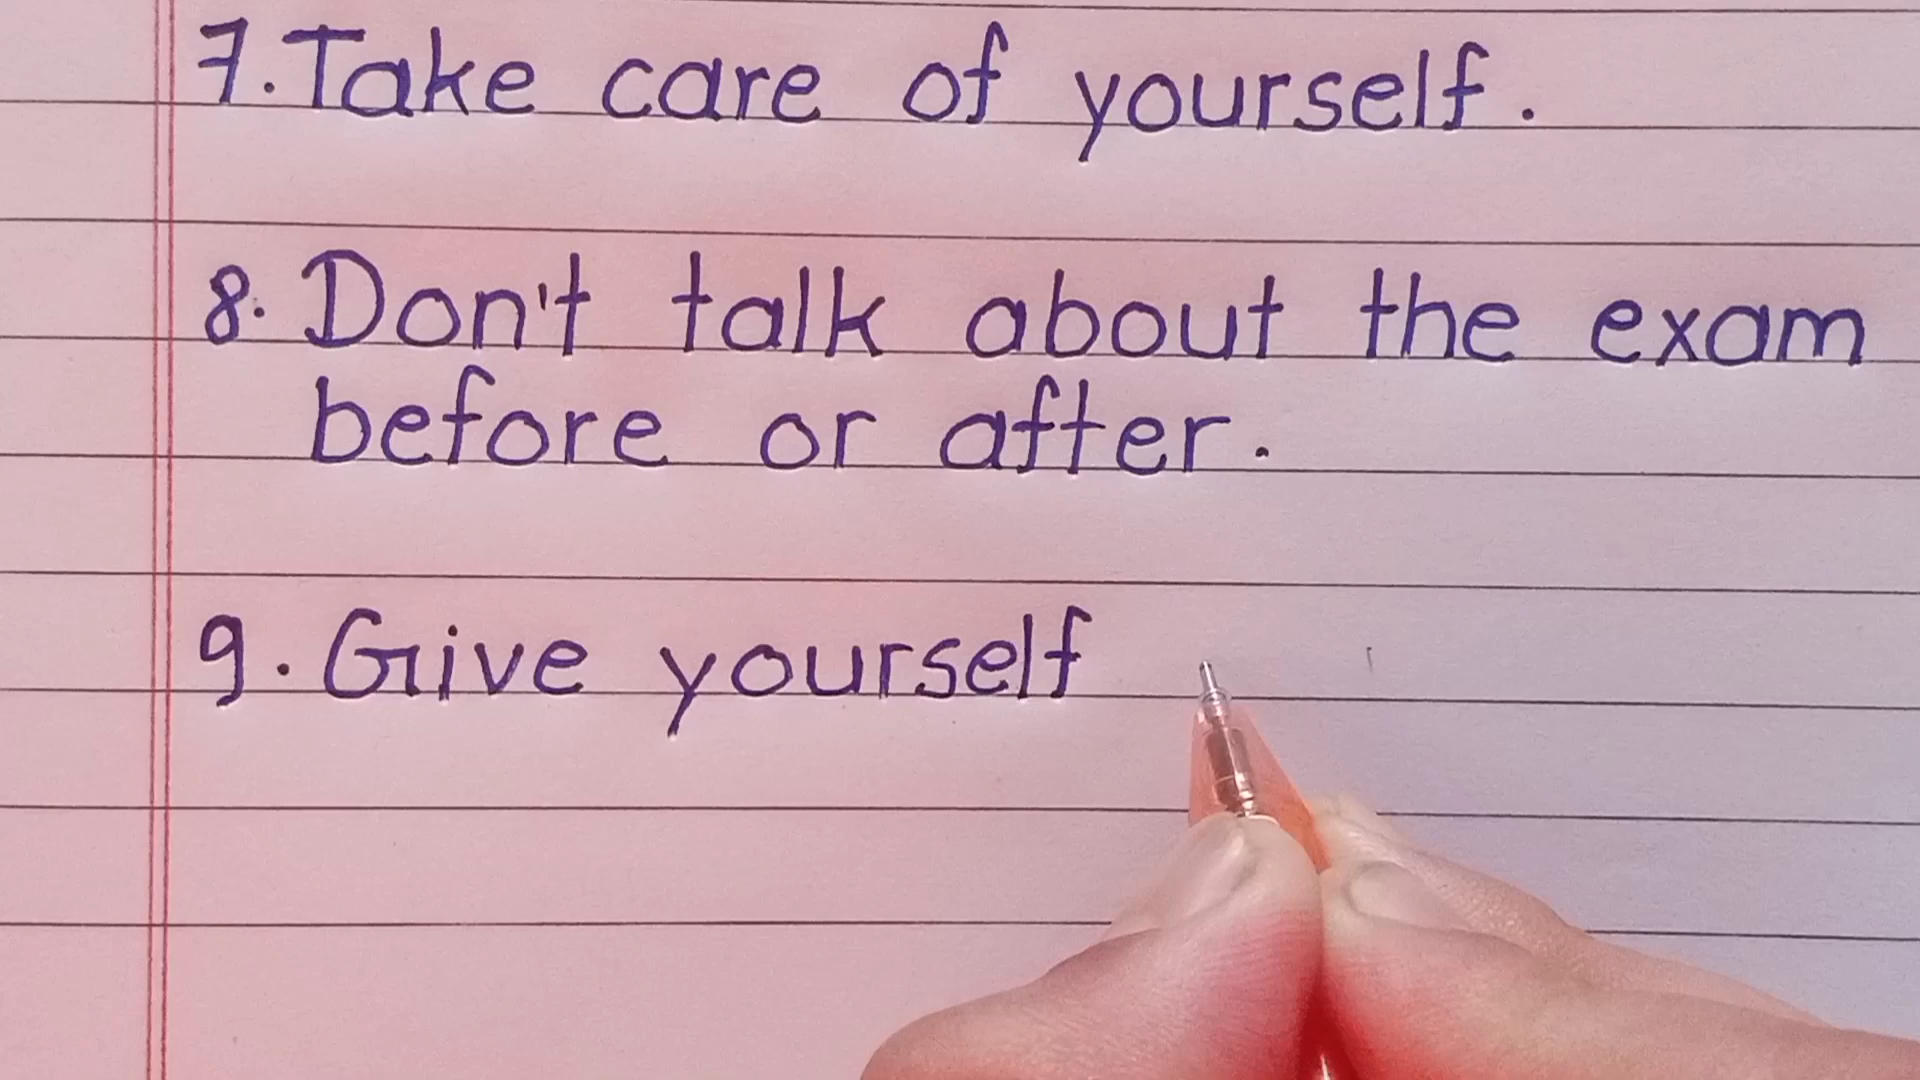 7. Take care of yourself.
8. Don't talk about the exam
before or after.
9. Give yourself